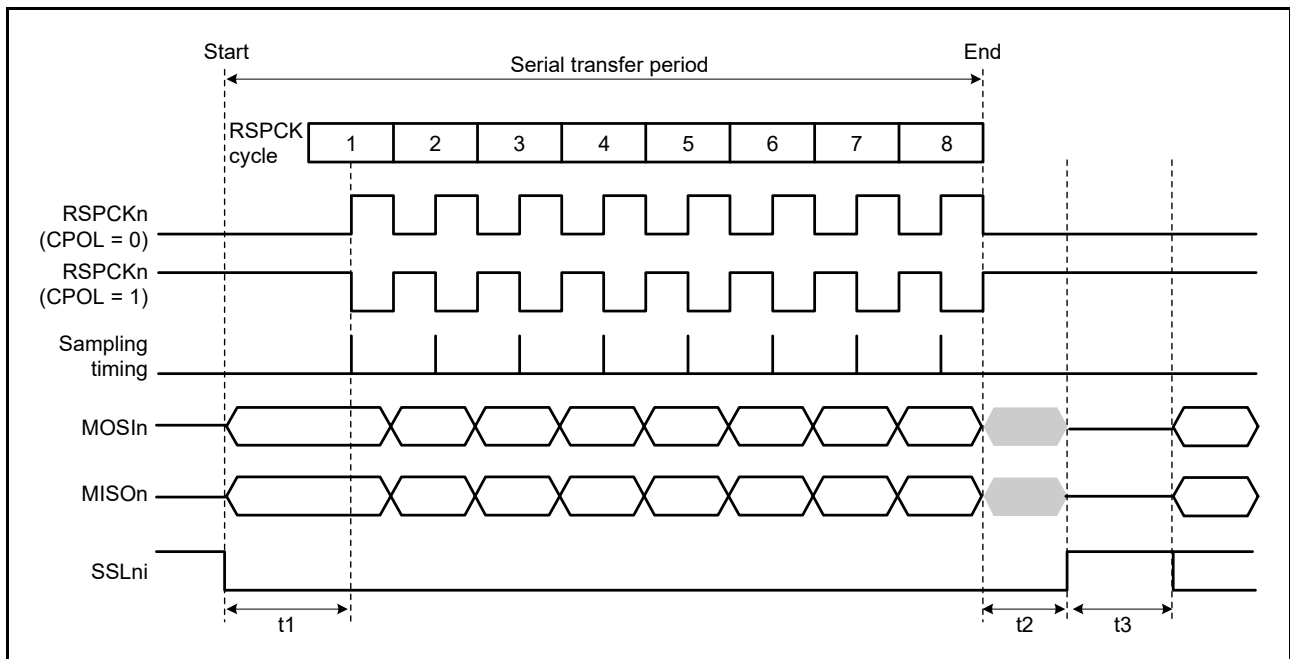 Start
End
Serial transfer period
RSPCK
cycle
1 2 3 4 5 6 7 8
RSPCKn
(CPOL = 0)
RSPCKn
(CPOL = 1)
Sampling
timing
MOSIn
MISOn
SSLni
t1
t2
t3